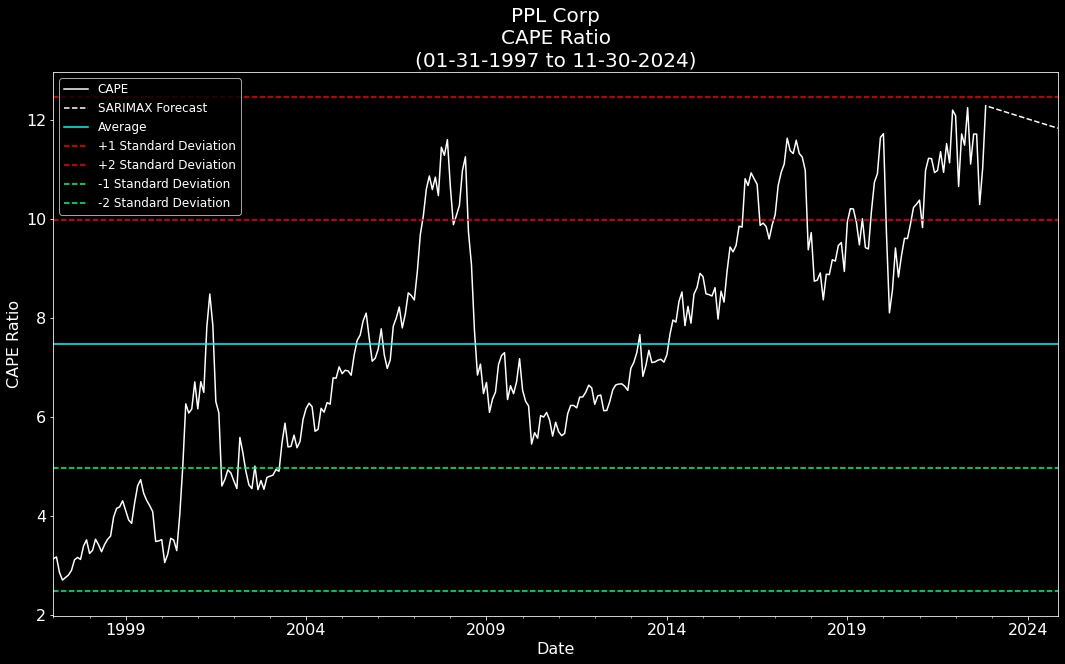 PPL Corp
CAPE Ratio
(01-31-1997 to 11-30-2024)
CAPE
SARIMAX Forecast
Average
+1 Standard Deviation
+2 Standard Deviation
-1 Standard Deviation
-2 Standard Deviation
CAPE Ratio
12
10
8
6
4
2
1999 2004 2009 2014 2019 2024
Date